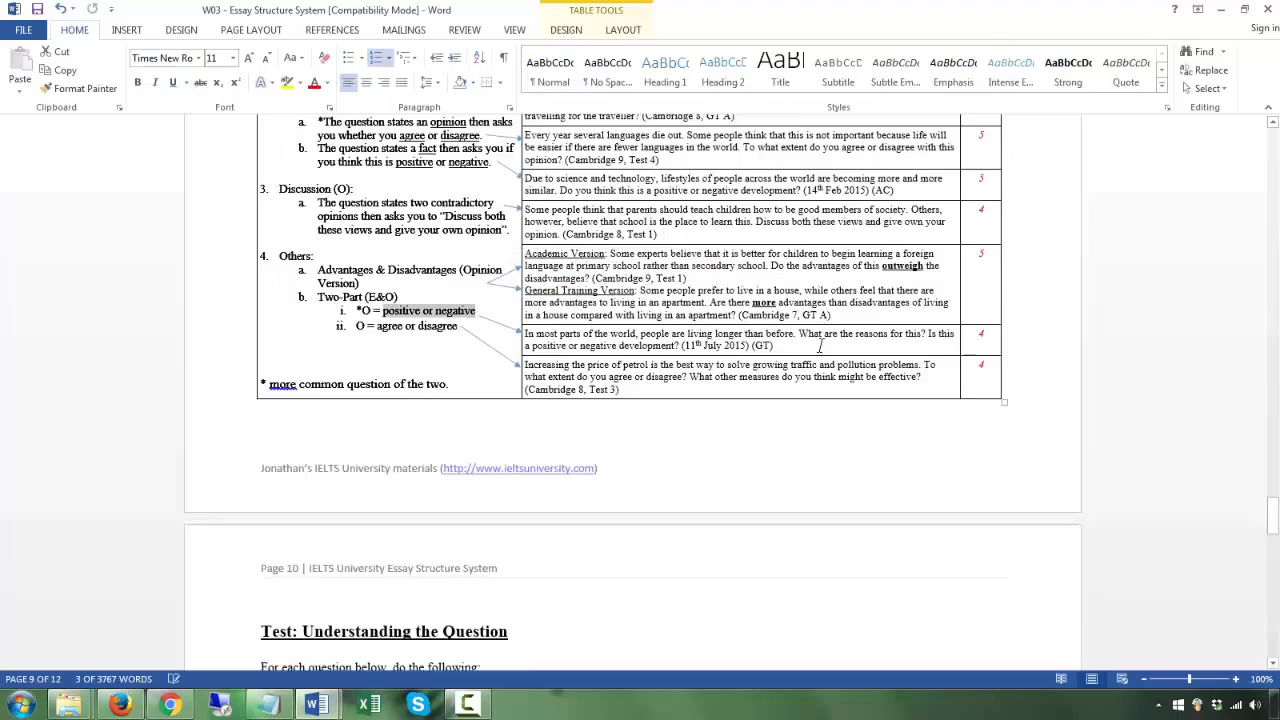 W03 - Essay Structure System [Compatibility Mode] - Word
TABLE TOOLS
Sign in
FILE HOME INSERT DESIGN PAGE LAYOUT REFERENCES MAILINGS REVIEW VIEW DESIGN LAYOUT
Paste
Cut
Copy
Format Painter
Clipboard
Times New Ro 11
Font
Paragraph
AaBbCcDc AaBbCcDc AaBbC AaBbCc AaBbCcC AaBbCcDc AaBbCcDc AaBbCcDc AaBbCcDc AaBbCcDc
¶ Normal ¶ No Spac... Heading 1 Heading 2 Title Subtitle Subtle Em... Emphasis Intense E... Strong Quote
Styles
Find
Replace
Select
Editing
a. *The question states an opinion then asks
you whether you agree or disagree.
b. The question states a fact then asks you if
you think this is positive or negative.
3. Discussion (O):
a. The question states two contradictory
opinions then asks you to “Discuss both
these views and give your own opinion”.
4. Others:
a. Advantages & Disadvantages (Opinion
Version)
b. Two-Part (E&O)
i. *O = positive or negative
ii. O = agree or disagree
* more common question of the two.
travelling for the traveller? (Cambridge 8, GT A)
Every year several languages die out. Some people think that this is not important because life will
be easier if there are fewer languages in the world. To what extent do you agree or disagree with this
opinion? (Cambridge 9, Test 4)
5
Due to science and technology, lifestyles of people across the world are becoming more and more
similar. Do you think this is a positive or negative development? (14th Feb 2015) (AC)
5
Some people think that parents should teach children how to be good members of society. Others,
however, believe that school is the place to learn this. Discuss both these views and give your own
opinion. (Cambridge 8, Test 1)
4
Academic Version: Some experts believe that it is better for children to begin learning a foreign
language at primary school rather than secondary school. Do the advantages of this outweigh the
disadvantages? (Cambridge 9, Test 1)
General Training Version: Some people prefer to live in a house, while others feel that there are
more advantages to living in an apartment. Are there more advantages than disadvantages of living
in a house compared with living in an apartment? (Cambridge 7, GT A)
5
In most parts of the world, people are living longer than before. What are the reasons for this? Is this
a positive or negative development? (11th July 2015) (GT)
4
Increasing the price of petrol is the best way to solve growing traffic and pollution problems. To
what extent do you agree or disagree? What other measures do you think might be effective?
(Cambridge 8, Test 3)
4
Jonathan's IELTS University materials (http://www.ieltsuniversity.com)
Page 10 | IELTS University Essay Structure System
Test: Understanding the Question
For each question below, do the following:
PAGE 9 OF 12 3 OF 3767 WORDS
100%